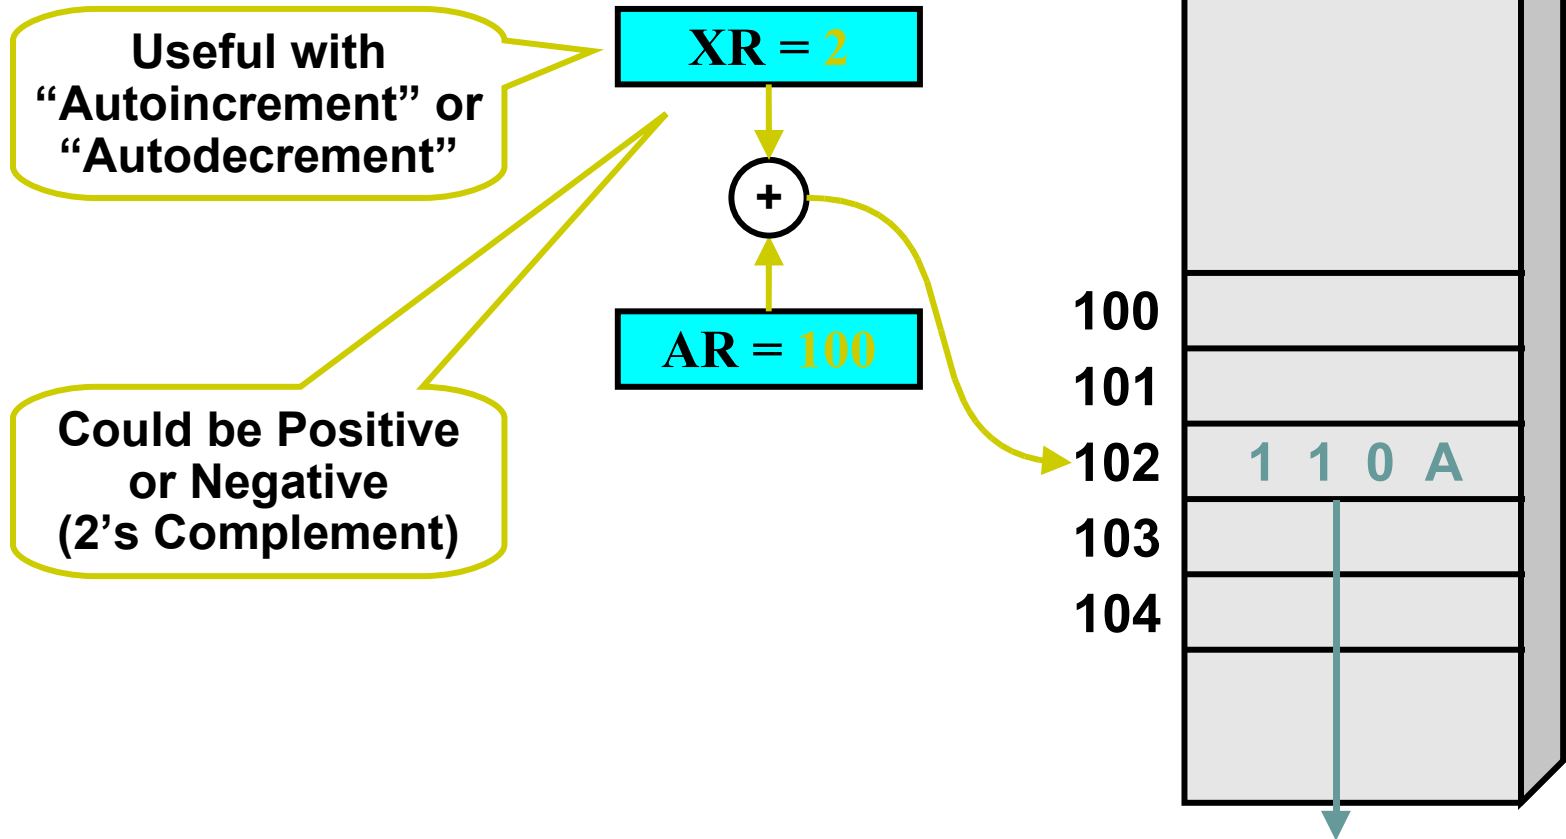 Useful with
“Autoincrement” or
“Autodecrement”
XR = 2
+
AR = 100
Could be Positive
or Negative
(2’s Complement)
100
101
102 1 1 0 A
103
104